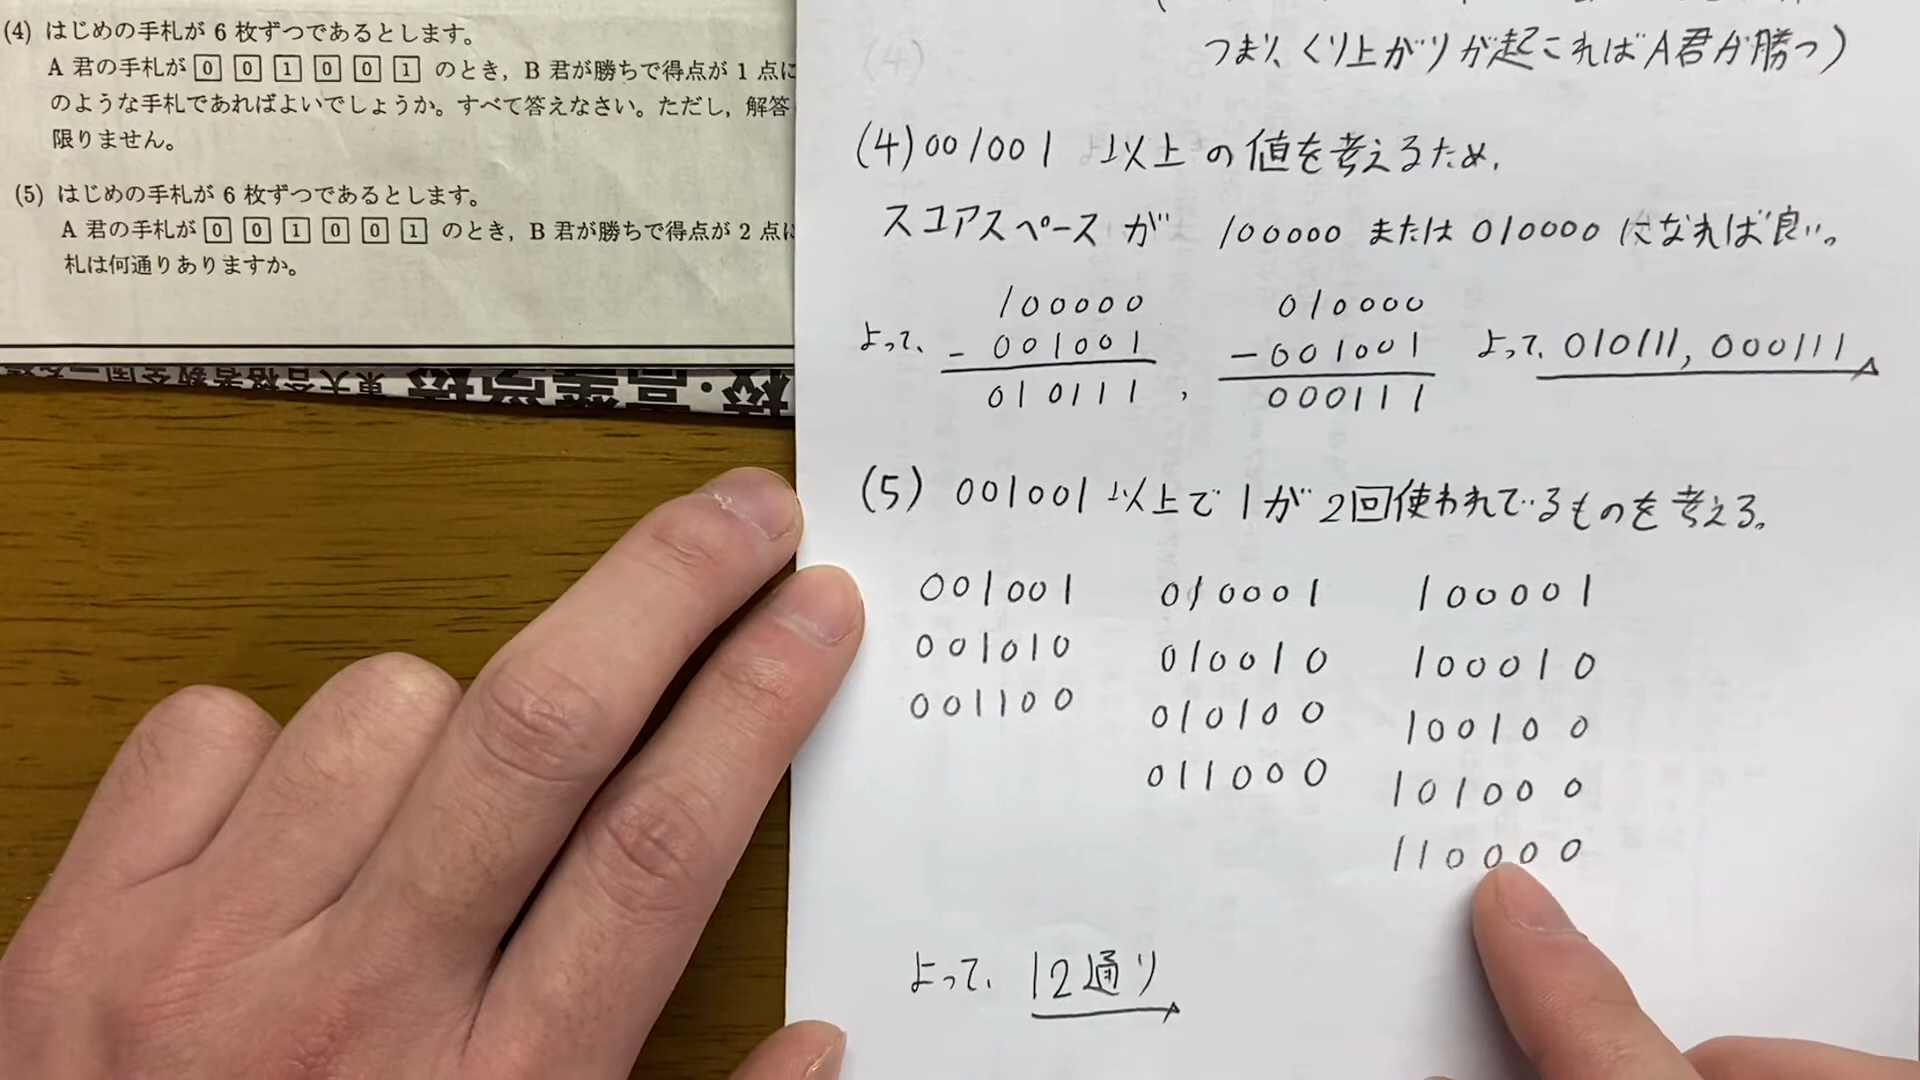 (4) はじめの手札が 6 枚ずつであるとします。
A 君の手札が 0 0 1 0 0 1 のとき, B 君が勝ちで得点が 1 点に
のような手札であればよいでしょうか。すべて答えなさい。ただし, 解答
限りません。
(5) はじめの手札が 6 枚ずつであるとします。
A 君の手札が 0 0 1 0 0 1 のとき, B 君が勝ちで得点が 2 点に
札は何通りありますか。
つまり、くり上がりが起これば A君が勝つ)
(4) 001001 以上の値を考えるため、
スコアスペースが 100000 または 010000 になれば良い。
よって、
100000
- 001001
010111 ,
010000
- 001001
000111
よって、010111, 000111
(5) 001001 以上で 1が 2回使われているものを考える。
001001 010001 100001
001010 010010 100010
001100 010100 100100
011000 101000
110000
よって、12通り